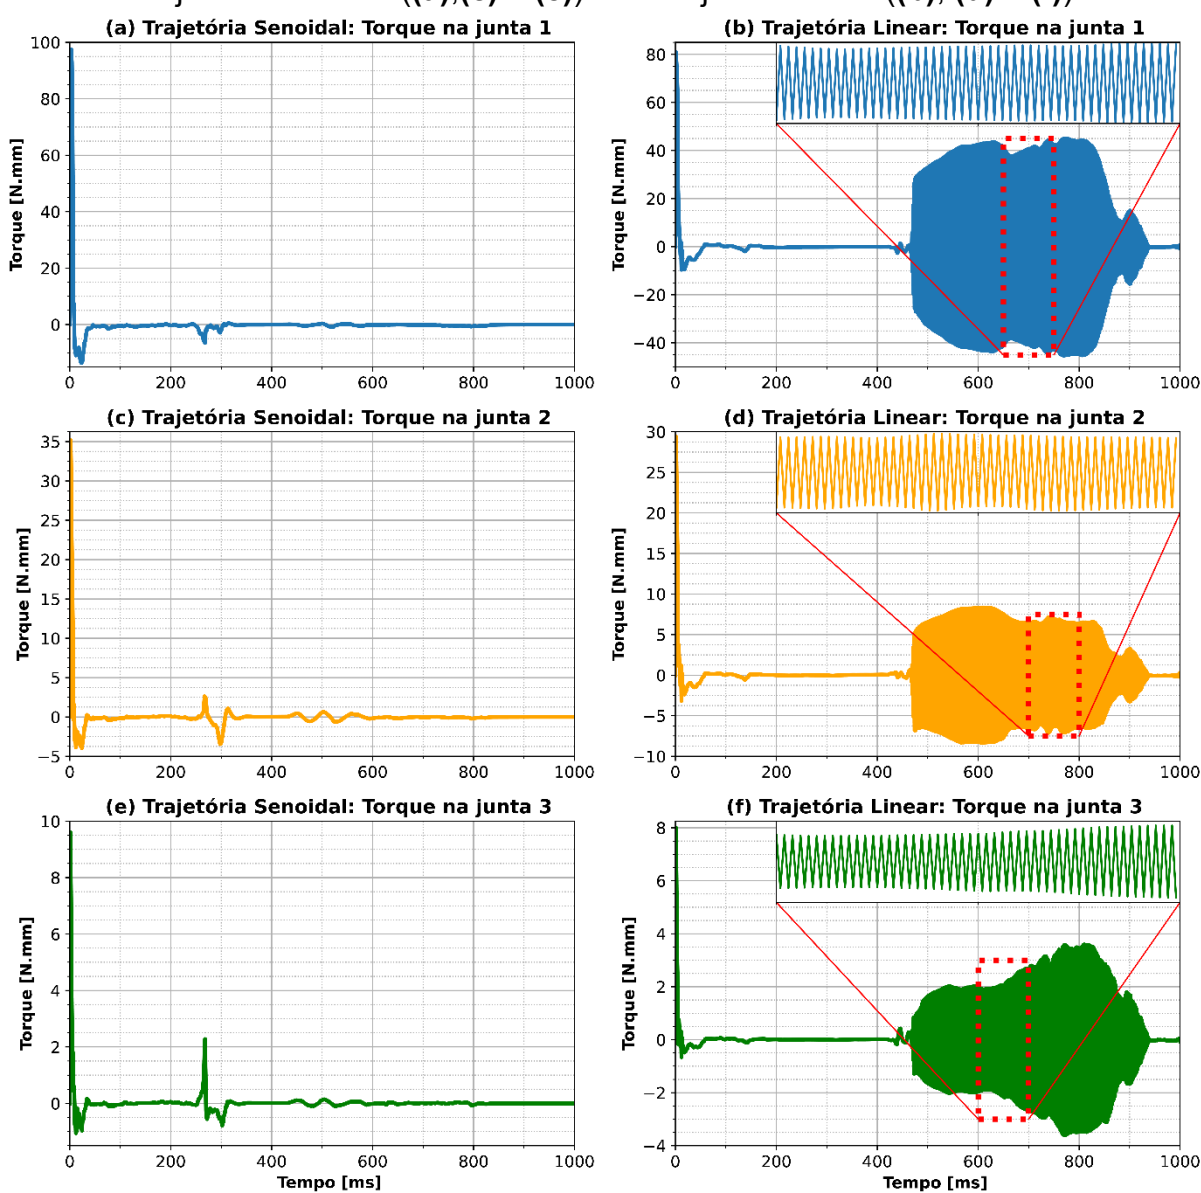 (a) Trajetória Senoidal: Torque na junta 1
100
80
60
40
20
0
Torque [N.mm]
0 200 400 600 800 1000
(b) Trajetória Linear: Torque na junta 1
80
60
40
20
0
−20
−40
Torque [N.mm]
0 200 400 600 800 1000
(c) Trajetória Senoidal: Torque na junta 2
35
30
25
20
15
10
5
0
−5
Torque [N.mm]
0 200 400 600 800 1000
(d) Trajetória Linear: Torque na junta 2
30
25
20
15
10
5
0
−5
−10
Torque [N.mm]
0 200 400 600 800 1000
(e) Trajetória Senoidal: Torque na junta 3
10
8
6
4
2
0
Torque [N.mm]
0 200 400 600 800 1000
Tempo [ms]
(f) Trajetória Linear: Torque na junta 3
8
6
4
2
0
−2
−4
Torque [N.mm]
0 200 400 600 800 1000
Tempo [ms]